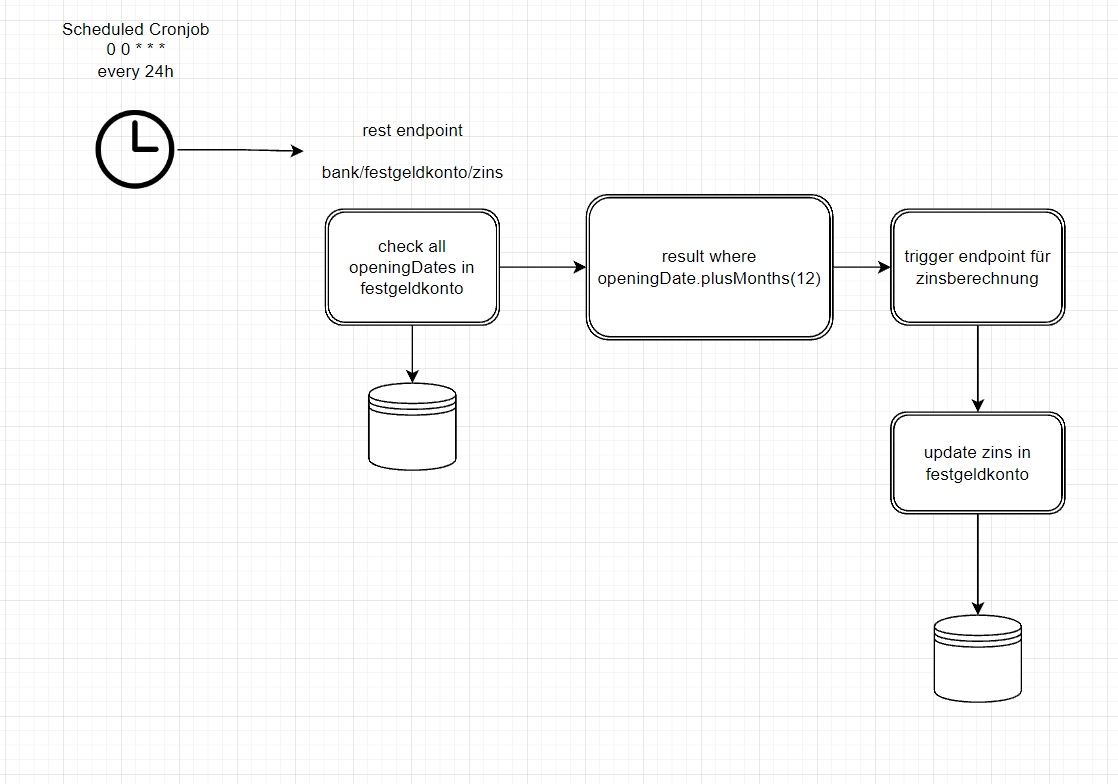 Scheduled Cronjob
0 0 * * *
every 24h
rest endpoint
bank/festgeldkonto/zins
check all
openingDates in
festgeldkonto
result where
openingDate.plusMonths(12)
trigger endpoint für
zinsberechnung
update zins in
festgeldkonto